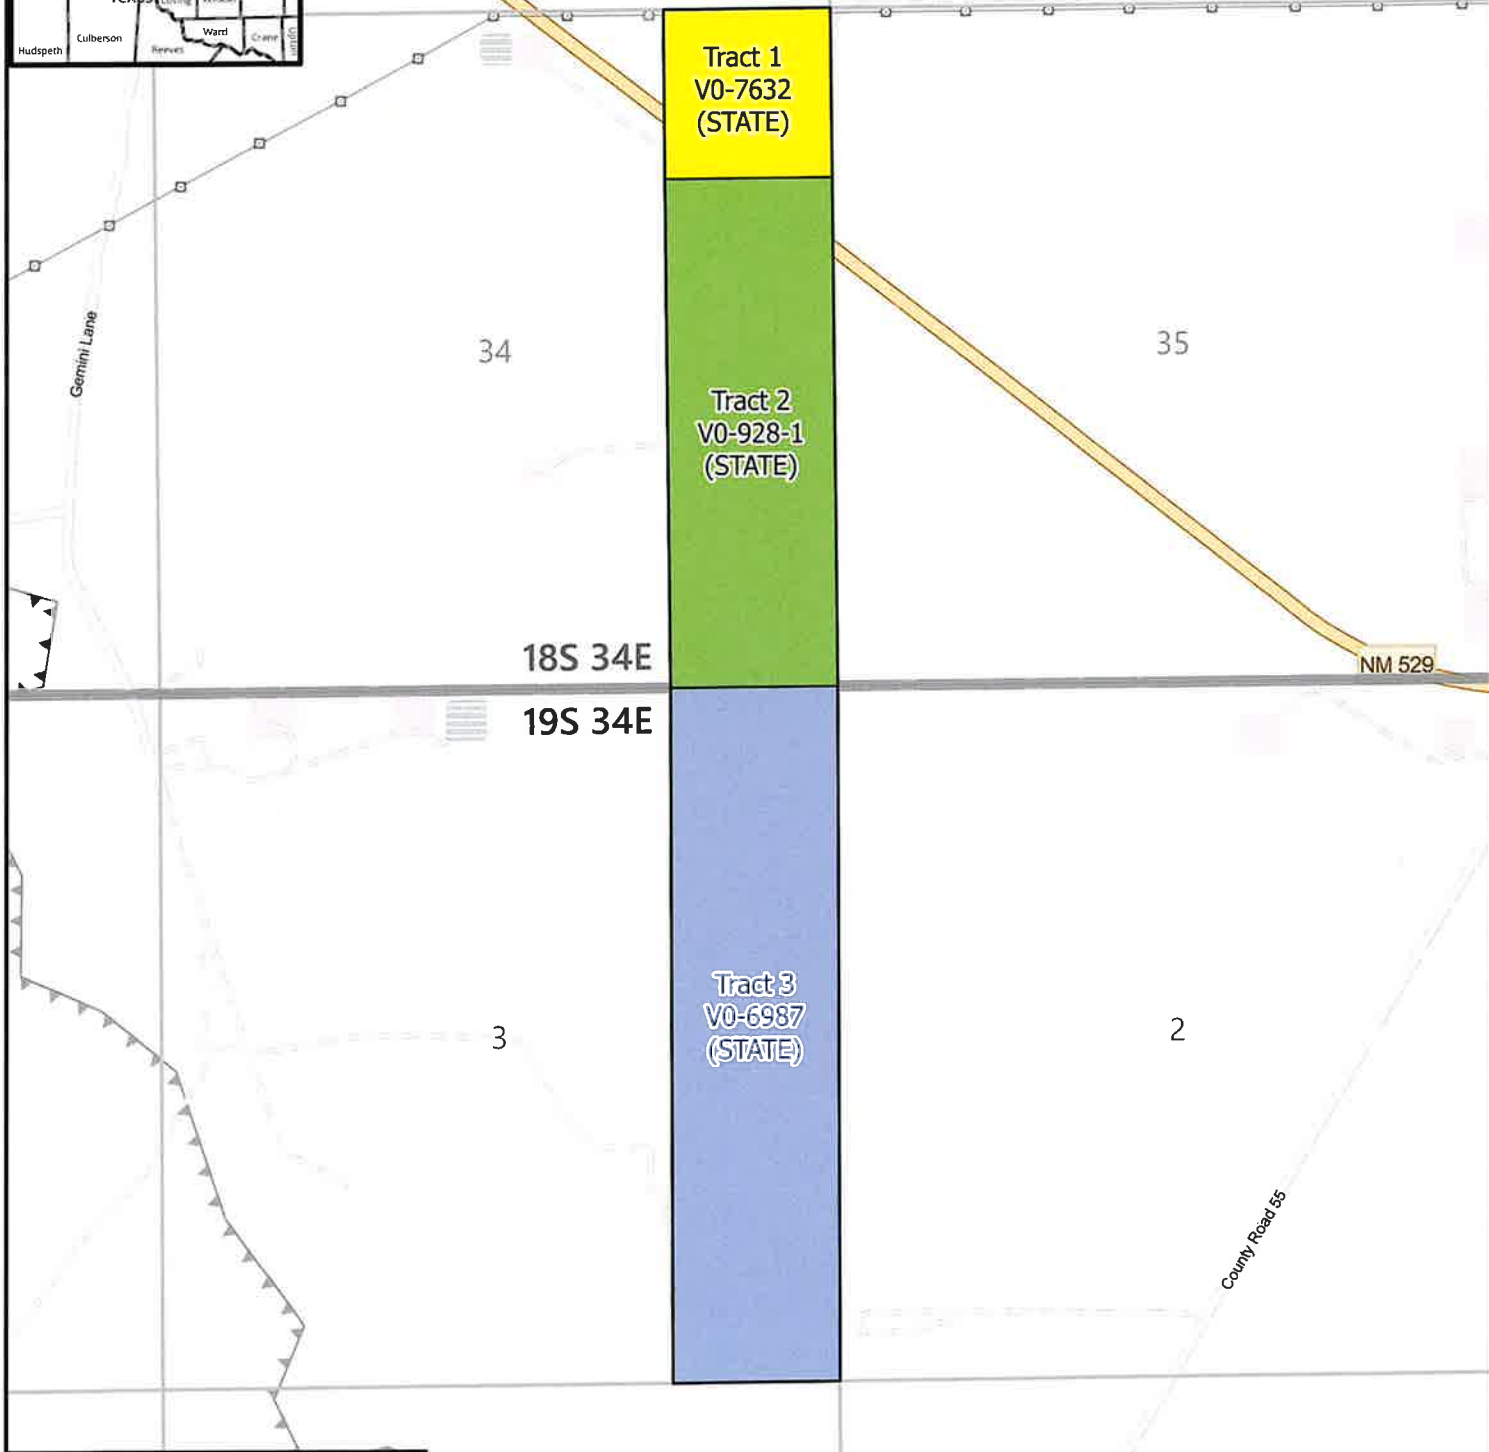 Ward
Culberson
Crane
Hudspeth
Reeves
Tract 1
V0-7632
(STATE)
Gemini Lane
34
35
Tract 2
V0-928-1
(STATE)
18S 34E
NM 529
19S 34E
Tract 3
V0-6987
(STATE)
3
2
County Road 55